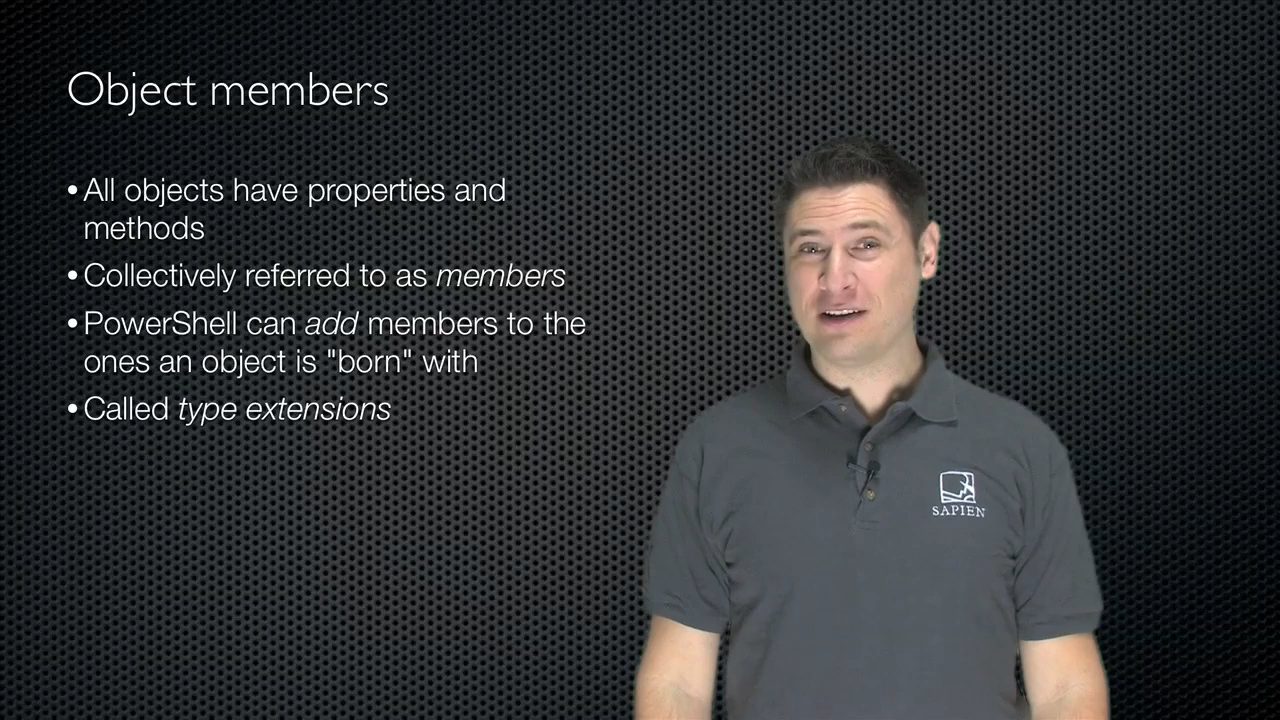 Object members
• All objects have properties and
methods
• Collectively referred to as members
• PowerShell can add members to the
ones an object is "born" with
• Called type extensions
SAPIEN